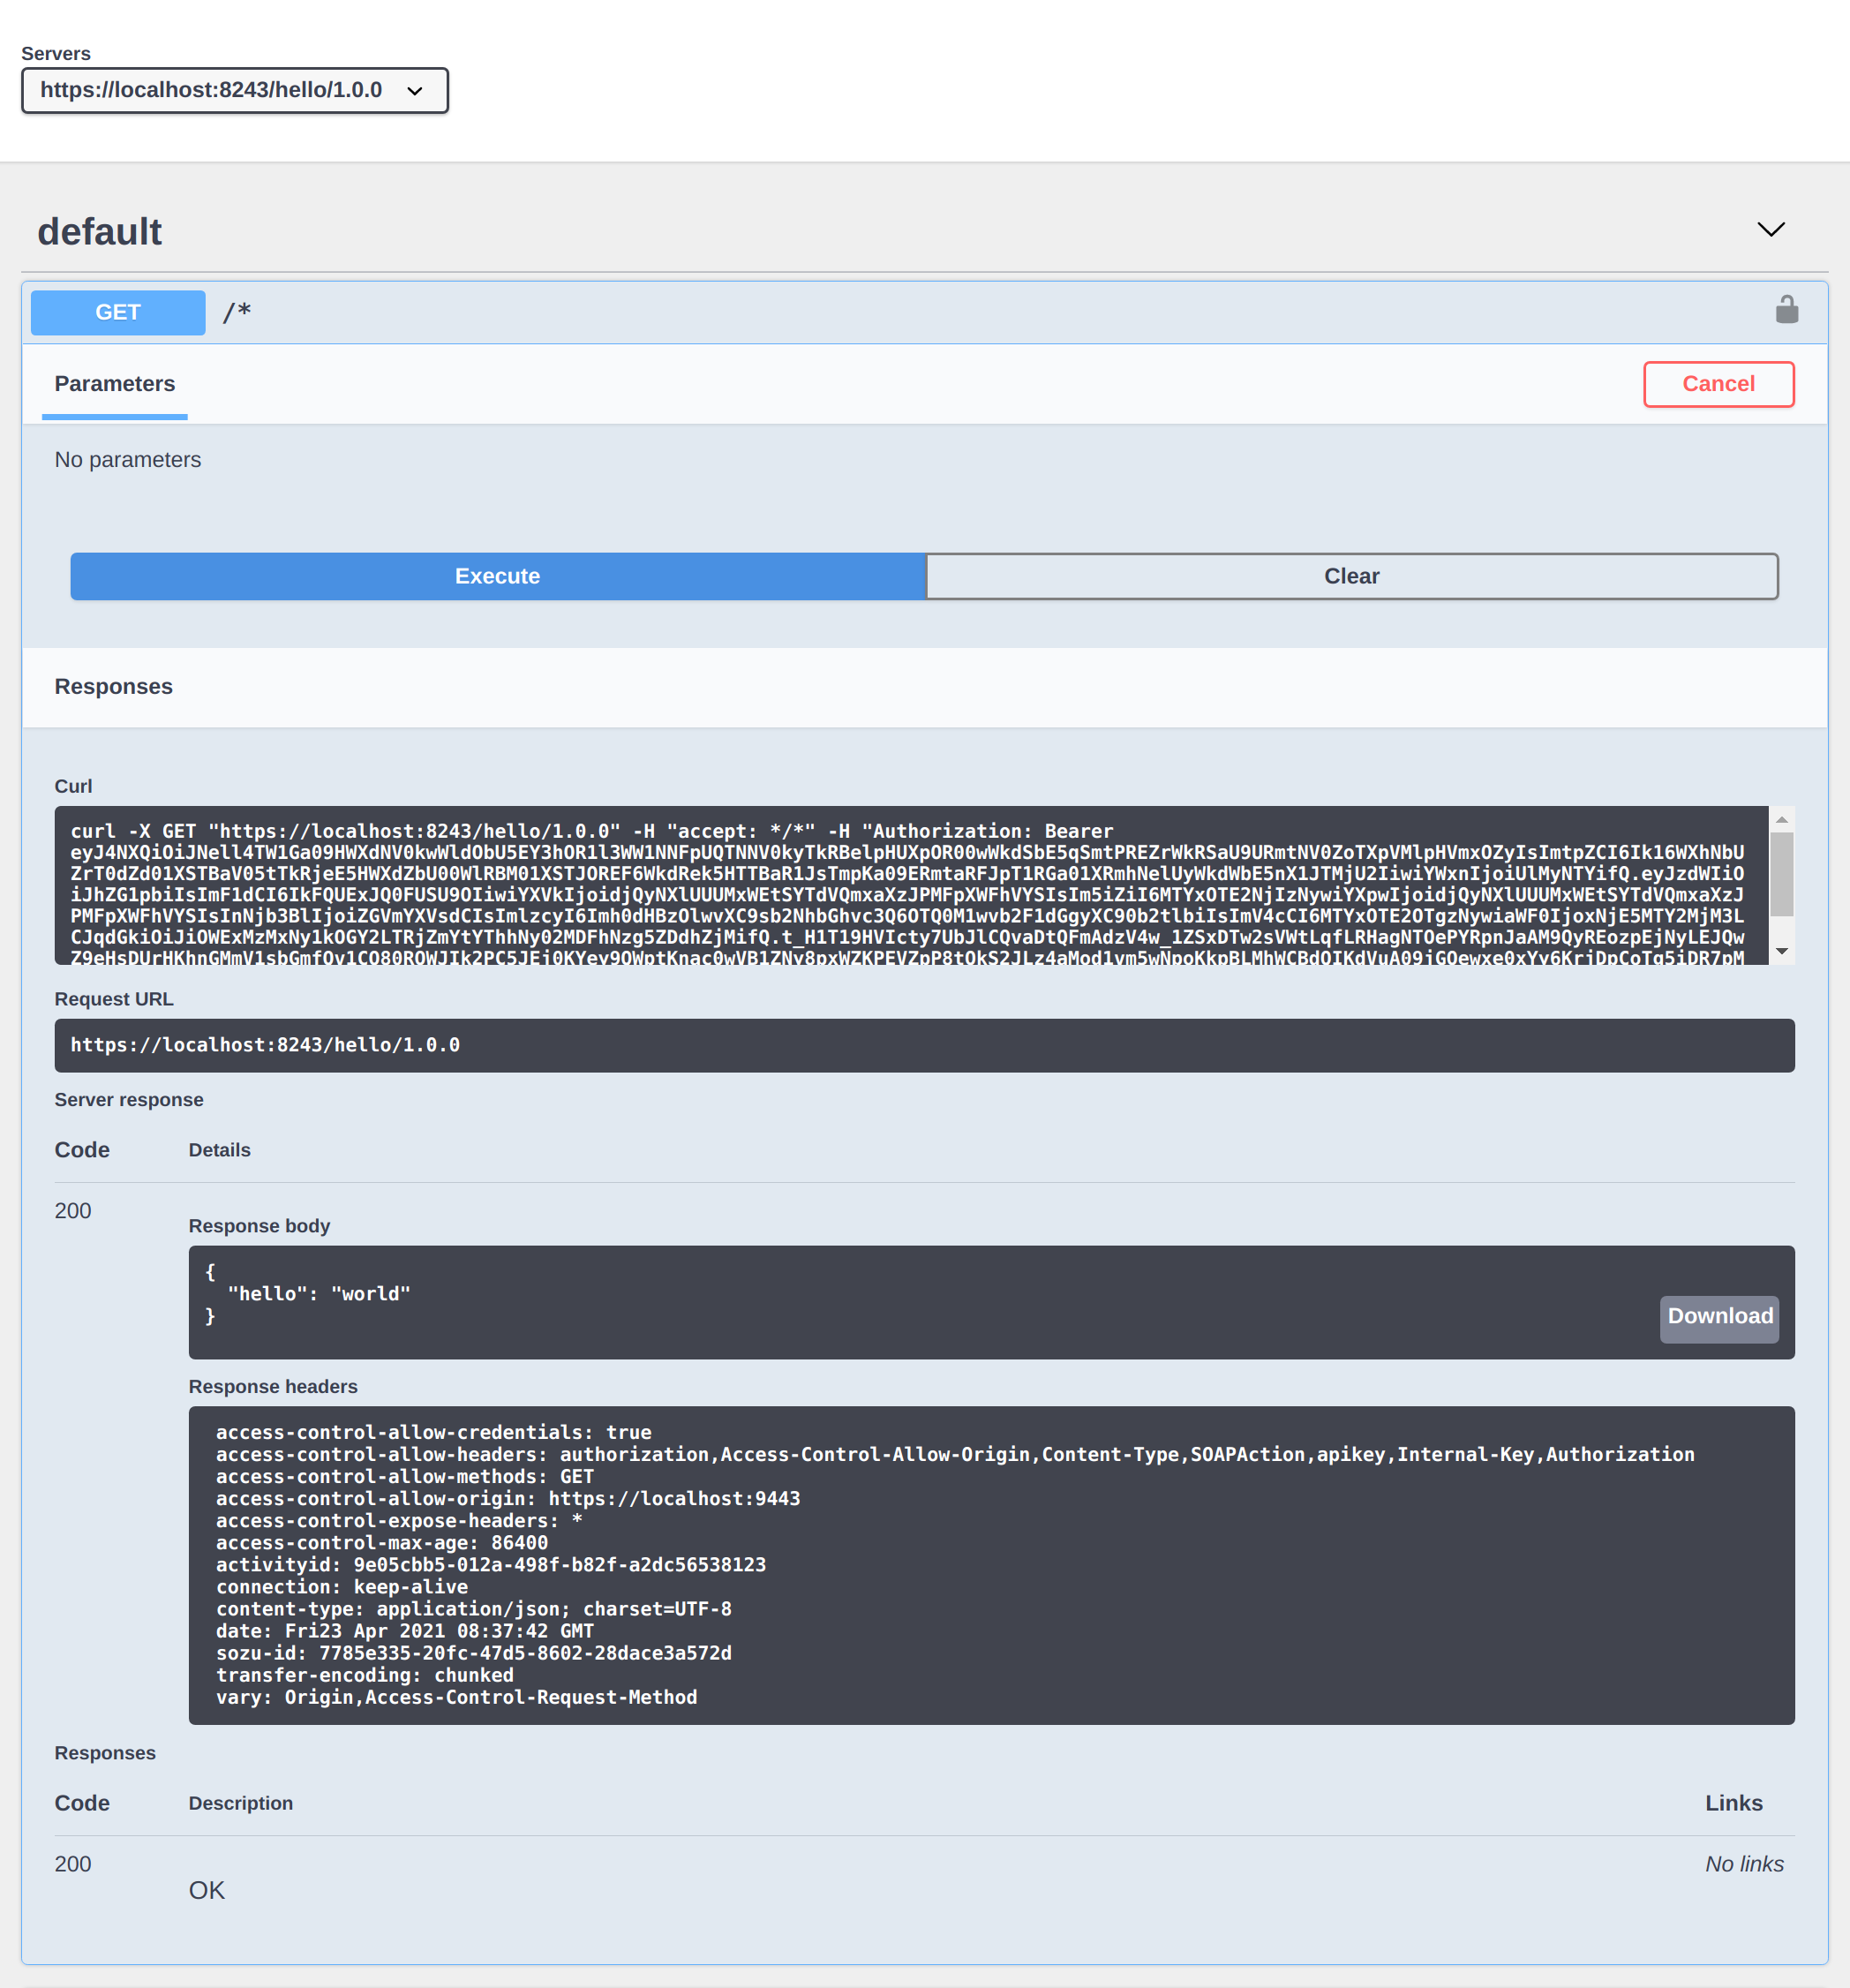 Servers
https://localhost:8243/hello/1.0.0
default
GET /*
Parameters
Cancel
No parameters
Execute
Clear
Responses
Curl
curl -X GET "https://localhost:8243/hello/1.0.0" -H "accept: */*" -H "Authorization: Bearer
Request URL
https://localhost:8243/hello/1.0.0
Server response
Code Details
200
Response body
{
"hello": "world"
}
Download
Response headers
access-control-allow-credentials: true
access-control-allow-headers: authorization,Access-Control-Allow-Origin,Content-Type,SOAPAction,apikey,Internal-Key,Authorization
access-control-allow-methods: GET
access-control-allow-origin: https://localhost:9443
access-control-expose-headers: *
access-control-max-age: 86400
activityid: 9e05cbb5-012a-498f-b82f-a2dc56538123
connection: keep-alive
content-type: application/json; charset=UTF-8
date: Fri23 Apr 2021 08:37:42 GMT
sozu-id: 7785e335-20fc-47d5-8602-28dace3a572d
transfer-encoding: chunked
vary: Origin,Access-Control-Request-Method
Responses
Code Description Links
200 OK No links